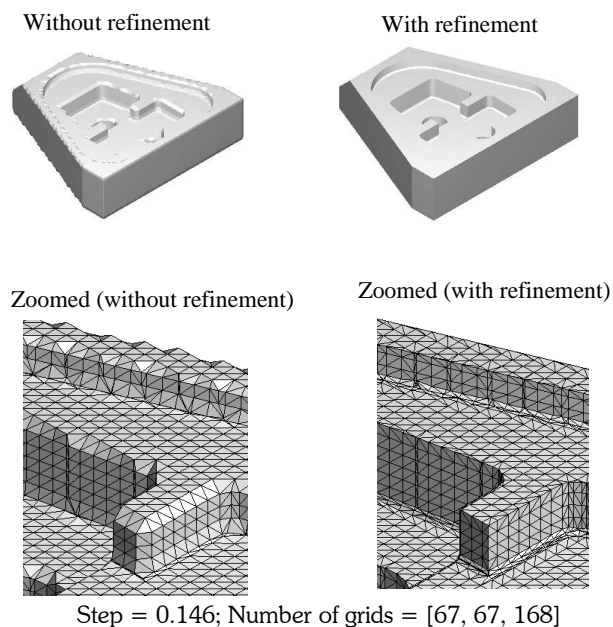 Without refinement
With refinement
Zoomed (without refinement)
Zoomed (with refinement)
Step = 0.146; Number of grids = [67, 67, 168]